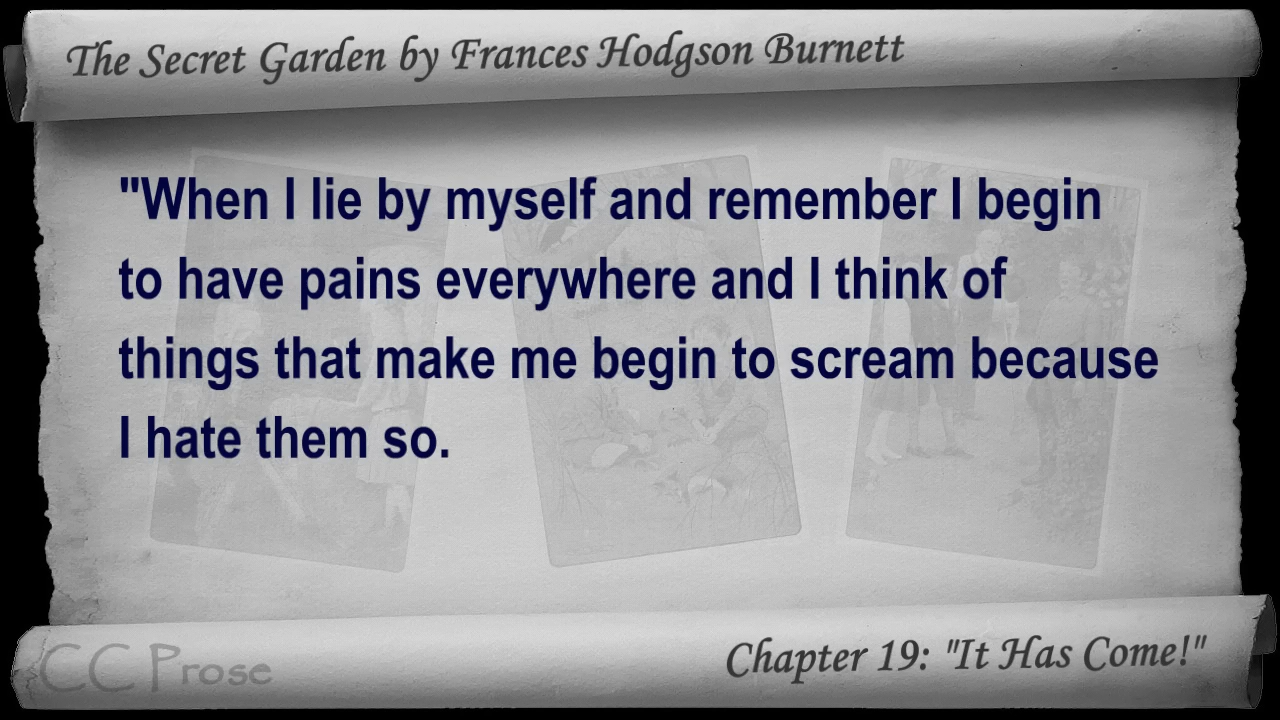 The Secret Garden by Frances Hodgson Burnett
"When I lie by myself and remember I begin
to have pains everywhere and I think of
things that make me begin to scream because
I hate them so.
CC Prose
Chapter 19: "It Has Come!"